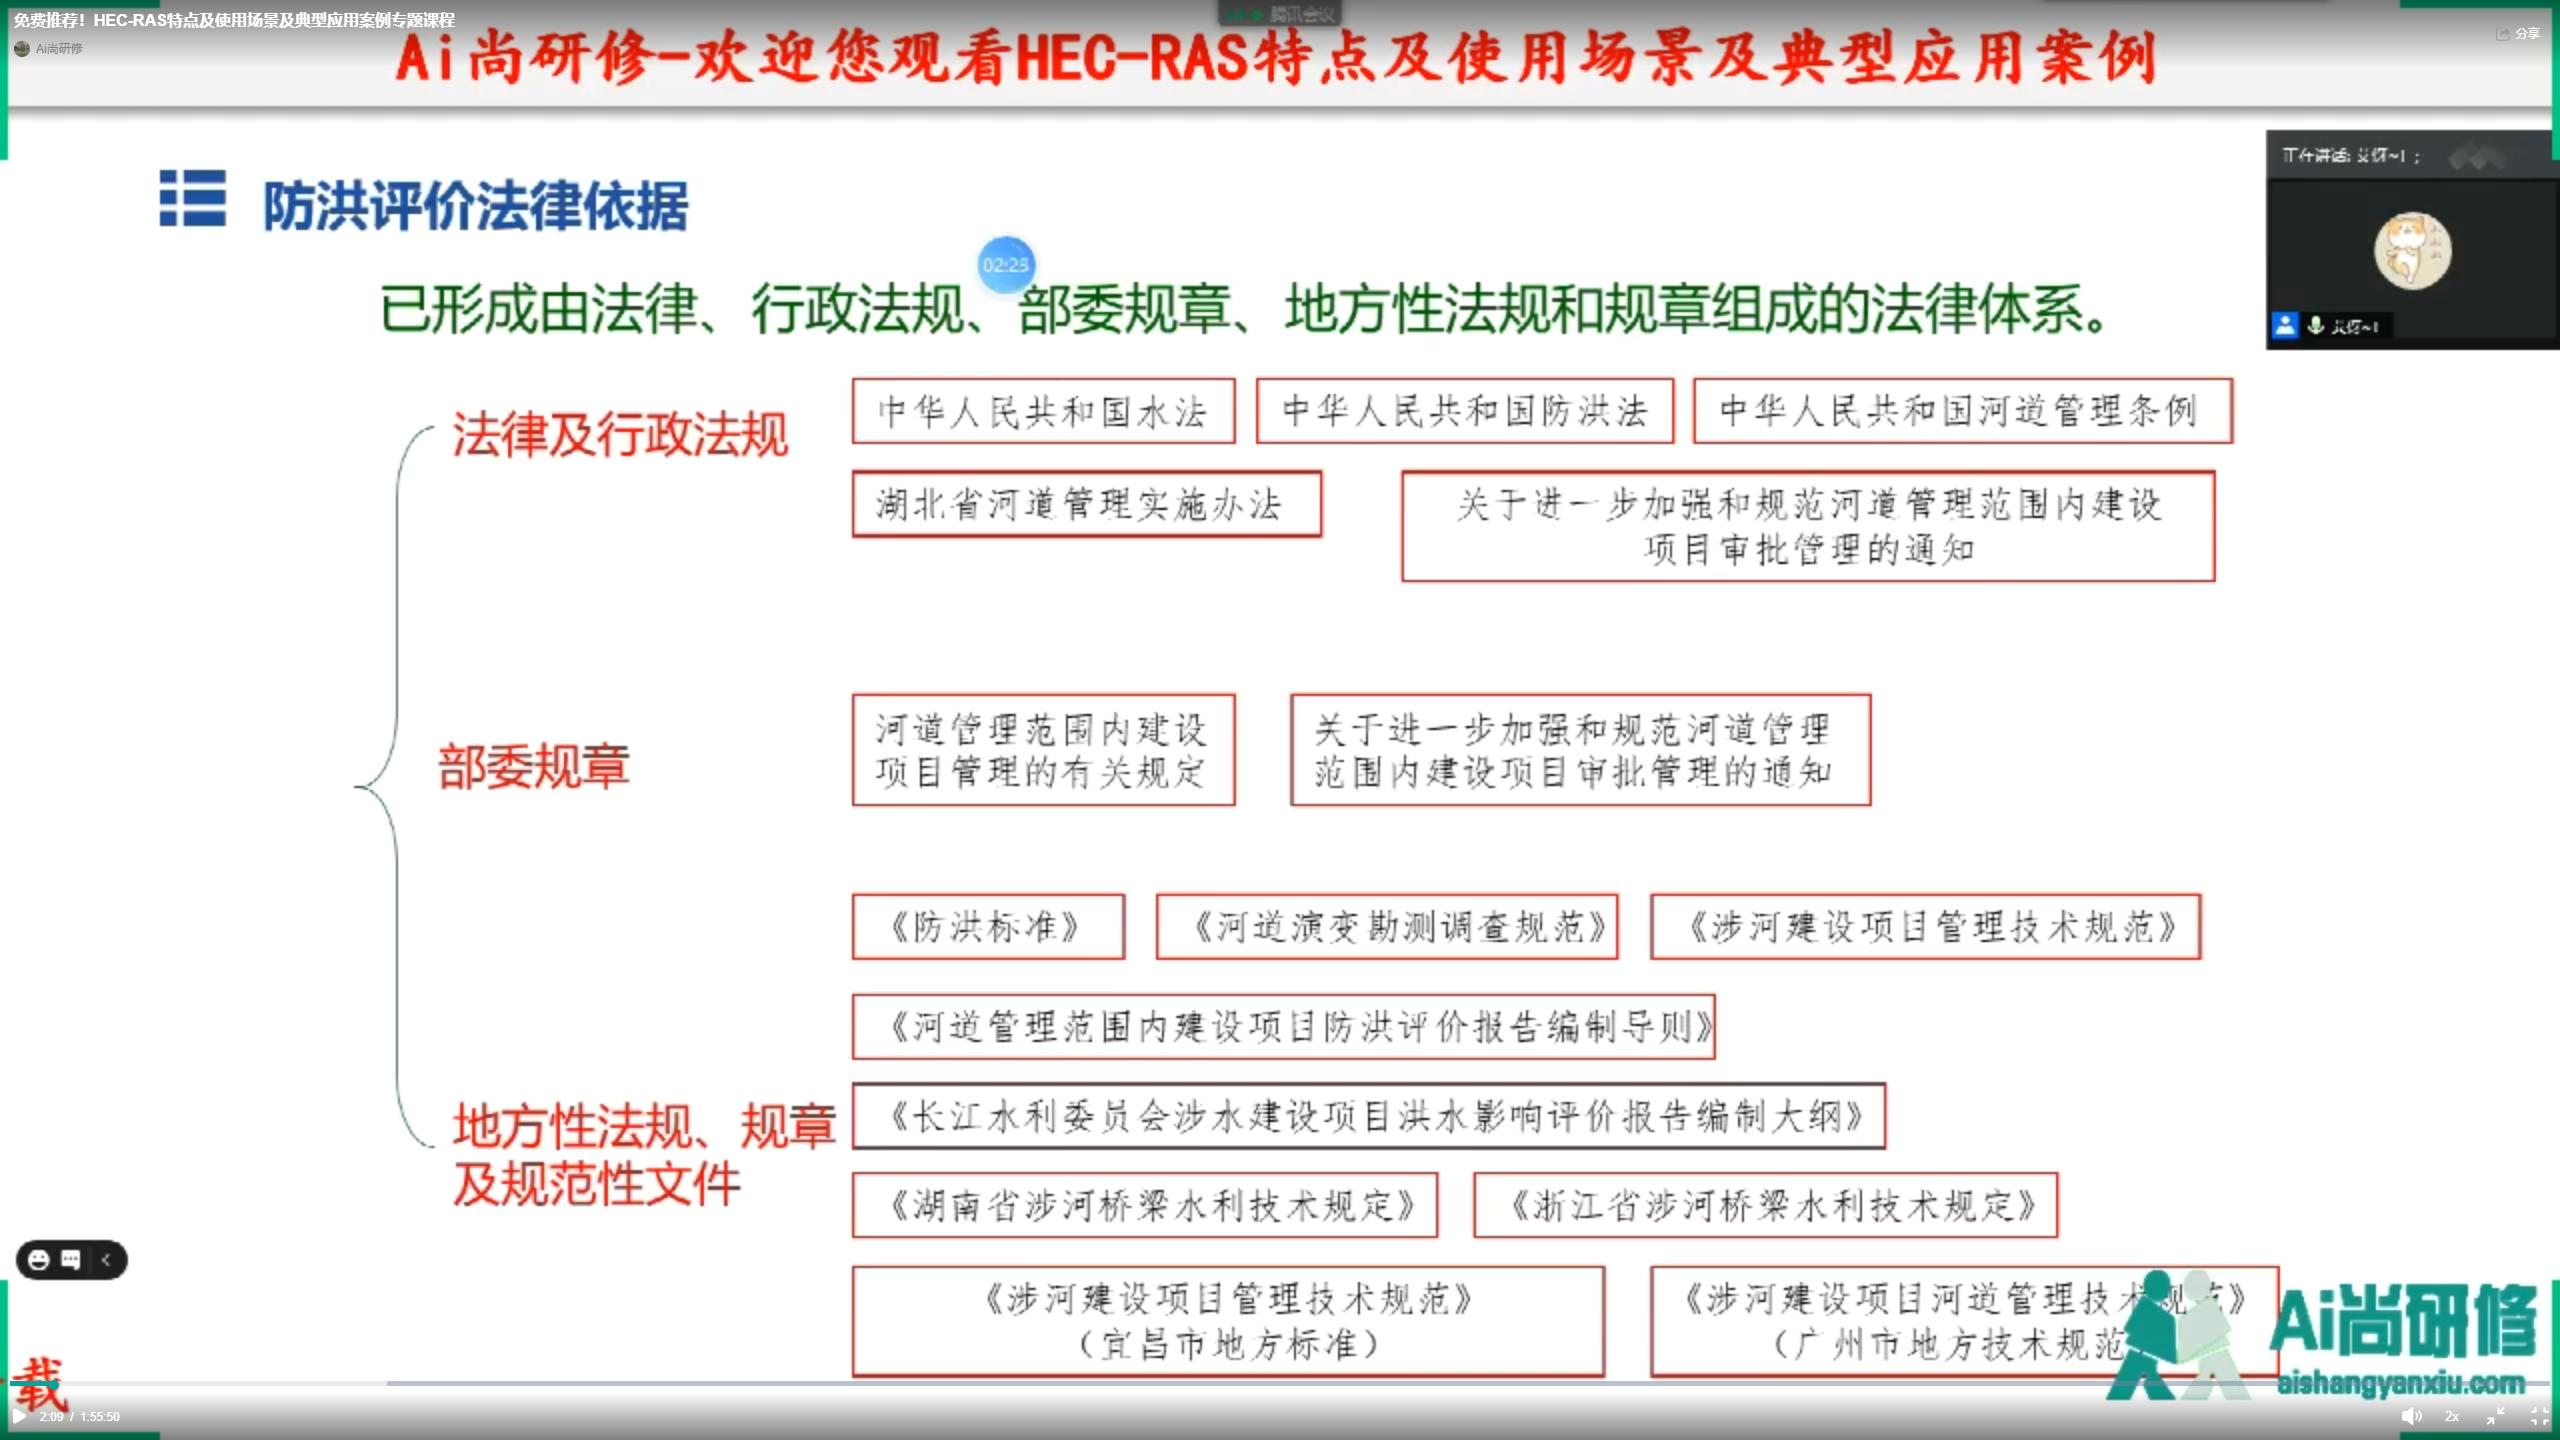 免费推荐！HEC-RAS特点及使用场景及典型应用案例专题课程
腾讯会议
Ai尚研修
分享
Ai尚研修-欢迎您观看HEC-RAS特点及使用场景及典型应用案例
防洪评价法律依据
02:23
已形成由法律、行政法规、部委规章、地方性法规和规章组成的法律体系。
法律及行政法规
中华人民共和国水法
中华人民共和国防洪法
中华人民共和国河道管理条例
湖北省河道管理实施办法
关于进一步加强和规范河道管理范围内建设
项目审批管理的通知
部委规章
河道管理范围内建设
项目管理的有关规定
关于进一步加强和规范河道管理
范围内建设项目审批管理的通知
《防洪标准》
《河道演变勘测调查规范》
《涉河建设项目管理技术规范》
《河道管理范围内建设项目防洪评价报告编制导则》
地方性法规、规章
及规范性文件
《长江水利委员会涉水建设项目洪水影响评价报告编制大纲》
《湖南省涉河桥梁水利技术规定》
《浙江省涉河桥梁水利技术规定》
《涉河建设项目管理技术规范》
（宜昌市地方标准）
《涉河建设项目河道管理技术规范》
（广州市地方技术规范
Ai尚研修
aishangyanxiu.com
载
2:09 / 1:55:50
2x
正在讲话: